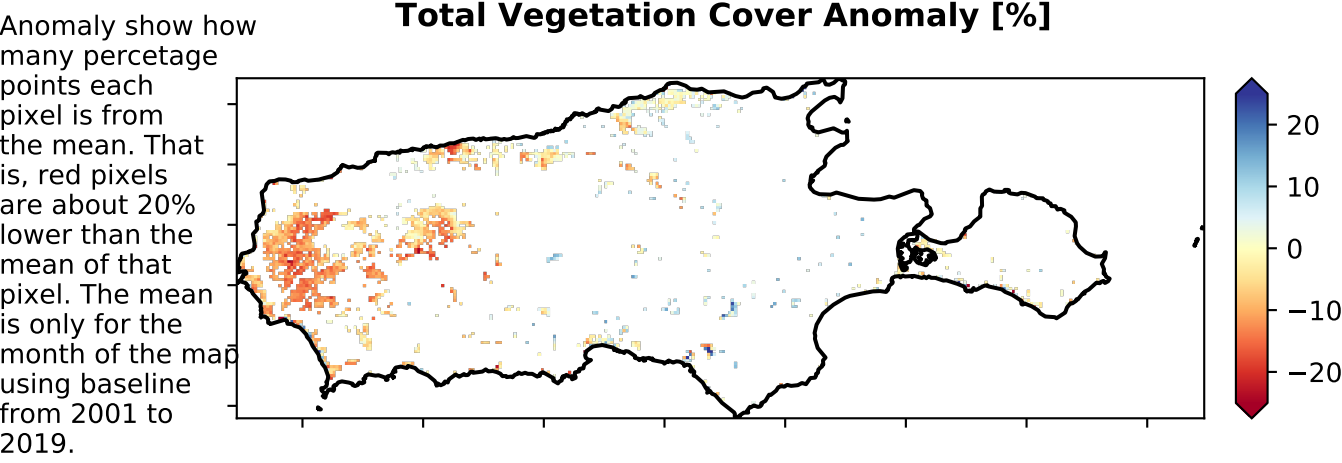 Total Vegetation Cover Anomaly [%]
Anomaly show how
many percetage
points each
pixel is from
the mean. That
is, red pixels
are about 20%
lower than the
mean of that
pixel. The mean
is only for the
month of the map
using baseline
from 2001 to
2019.
20
10
0
−10
−20